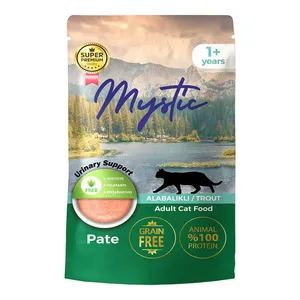 SUPER
PREMIUM
1+
years
Mystic
Urinary Support
FREE
ALABALIKLI / TROUT
Adult Cat Food
Pate
GRAIN
FREE
ANIMAL
%100
PROTEIN